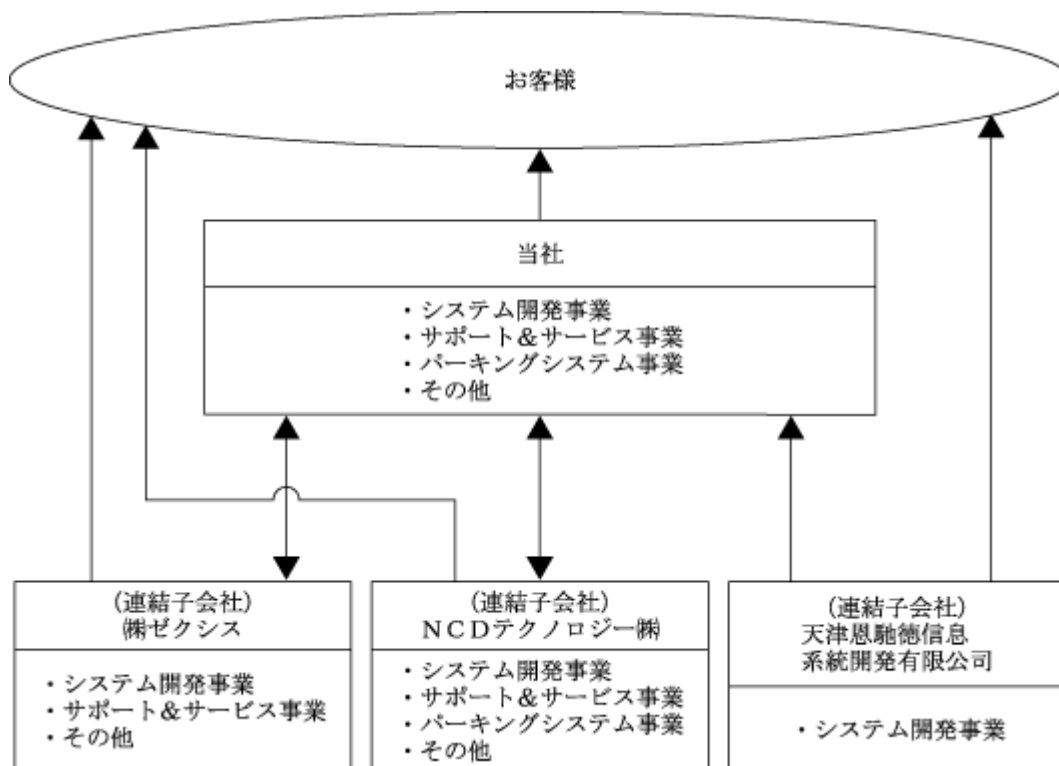 お客様
当社
・システム開発事業
・サポート＆サービス事業
・パーキングシステム事業
・その他
(連結子会社)
㈱ゼクシス
・システム開発事業
・サポート＆サービス事業
・その他
(連結子会社)
ＮＣＤテクノロジー㈱
・システム開発事業
・サポート＆サービス事業
・パーキングシステム事業
・その他
(連結子会社)
天津恩馳徳信息
系統開発有限公司
・システム開発事業